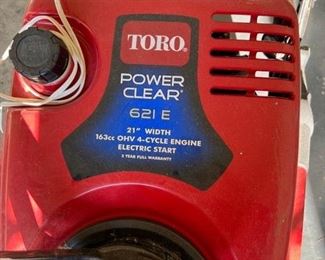 TORO
POWER
CLEAR
621 E
21" WIDTH
163cc OHV 4-CYCLE ENGINE
ELECTRIC START
2 YEAR FULL WARRANTY